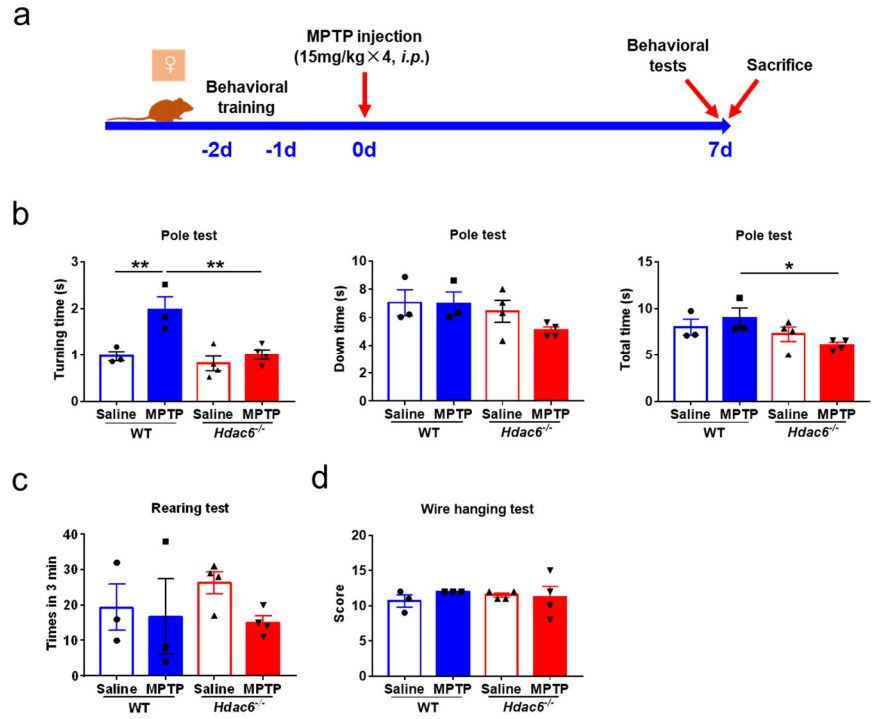 a
♀
MPTP injection
(15mg/kg×4, i.p.)
Behavioral
training
Behavioral
tests
Sacrifice
-2d -1d 0d 7d
b
Pole test
Turning time (s)
3
2
1
0
Saline MPTP Saline MPTP
WT Hdac6-/-
** **
Pole test
Down time (s)
10
8
6
4
2
0
Saline MPTP Saline MPTP
WT Hdac6-/-
Pole test
Total time (s)
15
10
5
0
Saline MPTP Saline MPTP
WT Hdac6-/-
*
c
Rearing test
Times in 3 min
40
30
20
10
0
Saline MPTP Saline MPTP
WT Hdac6-/-
d
Wire hanging test
Score
20
15
10
5
0
Saline MPTP Saline MPTP
WT Hdac6-/-